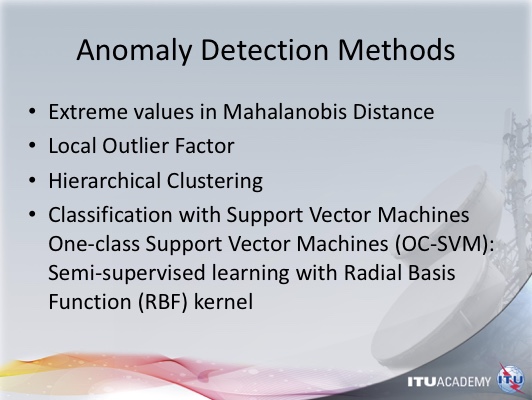 Anomaly Detection Methods
• Extreme values in Mahalanobis Distance
• Local Outlier Factor
• Hierarchical Clustering
• Classification with Support Vector Machines
One-class Support Vector Machines (OC-SVM):
Semi-supervised learning with Radial Basis
Function (RBF) kernel
ITUACADEMY ITU